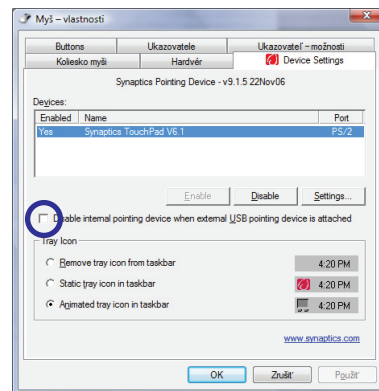 Myš – vlastnosti
Buttons Ukazovatele Ukazovateľ – možnosti
Koliesko myši Hardvér Device Settings
Synaptics Pointing Device - v9.1.5 22Nov06
Devices:
Enabled Name Port
Yes Synaptics TouchPad V6.1 PS/2
Enable Disable Settings...
Disable internal pointing device when external USB pointing device is attached
Tray Icon
Remove tray icon from taskbar 4:20 PM
Static tray icon in taskbar 4:20 PM
Animated tray icon in taskbar 4:20 PM
www.synaptics.com
OK Zrušiť Použiť